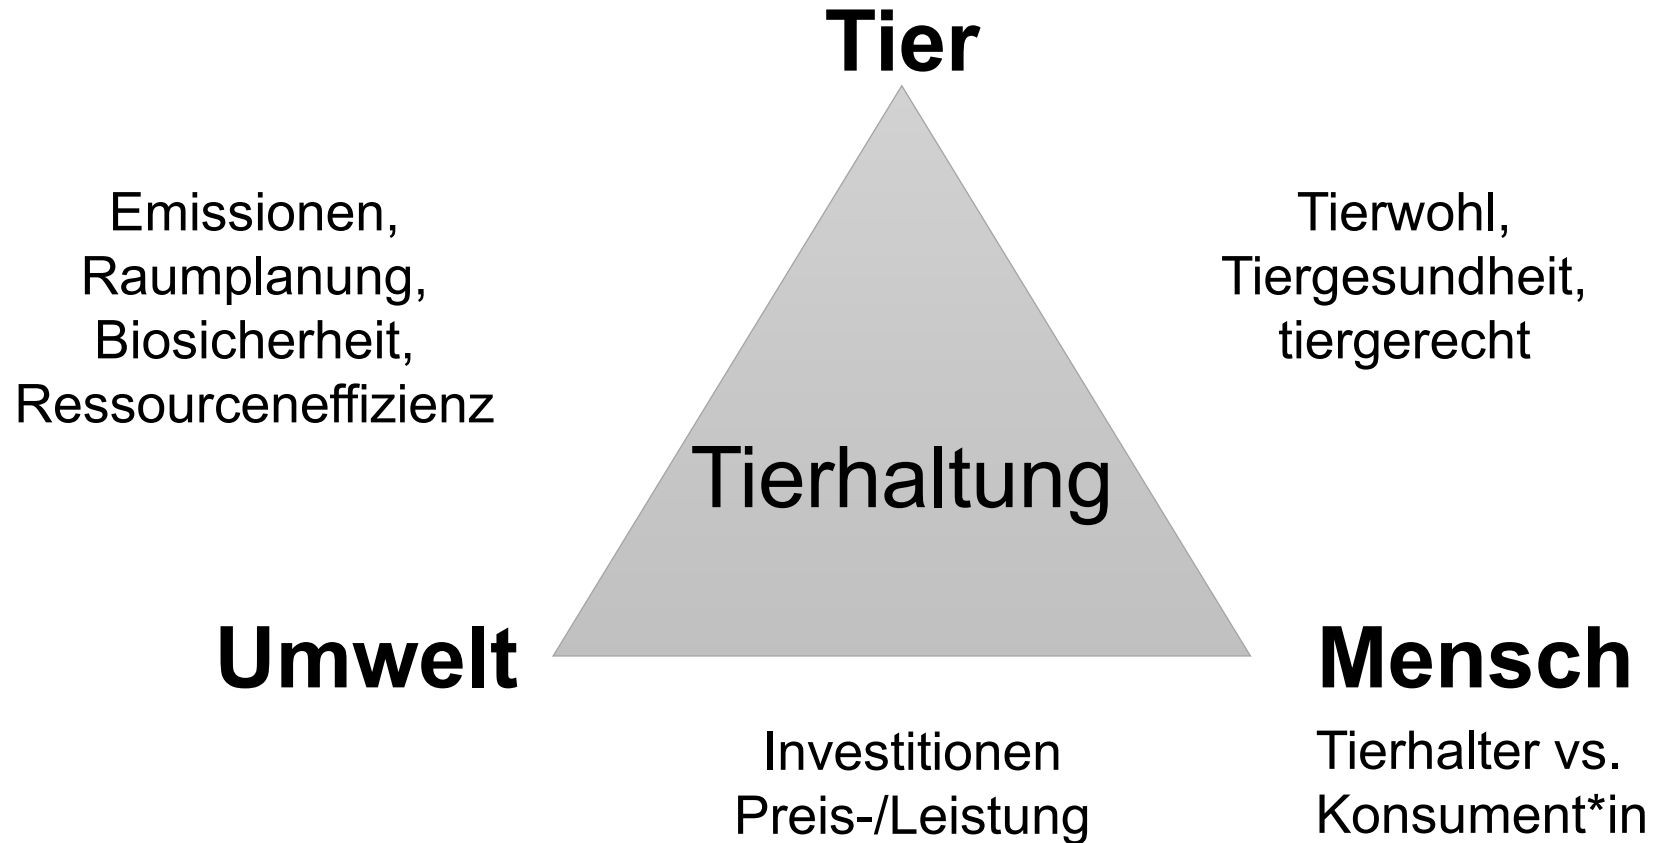 Tier
Emissionen,
Raumplanung,
Biosicherheit,
Ressourceneffizienz
Tierwohl,
Tiergesundheit,
tiergerecht
Tierhaltung
Umwelt
Mensch
Investitionen
Preis-/Leistung
Tierhalter vs.
Konsument*in